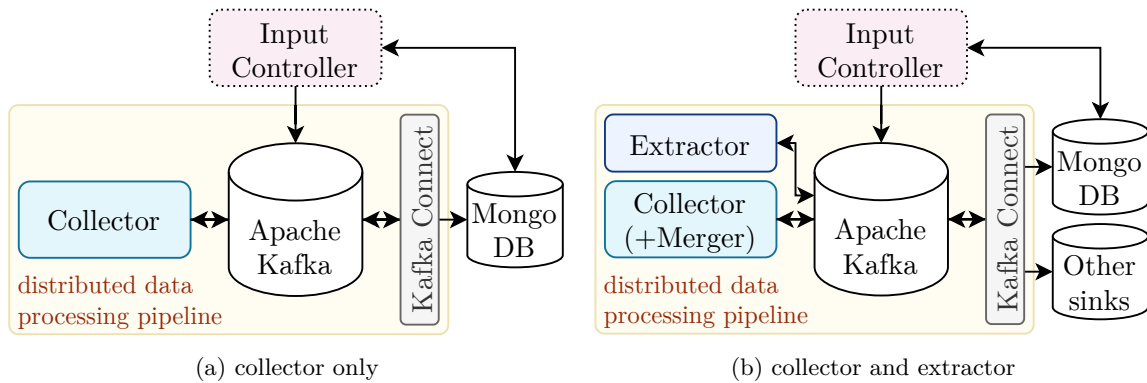 Input
Controller
Collector
Apache
Kafka
Kafka Connect
Mongo
DB
distributed data
processing pipeline
(a) collector only
Input
Controller
Extractor
Collector
(+Merger)
Apache
Kafka
Kafka Connect
Mongo
DB
Other
sinks
distributed data
processing pipeline
(b) collector and extractor